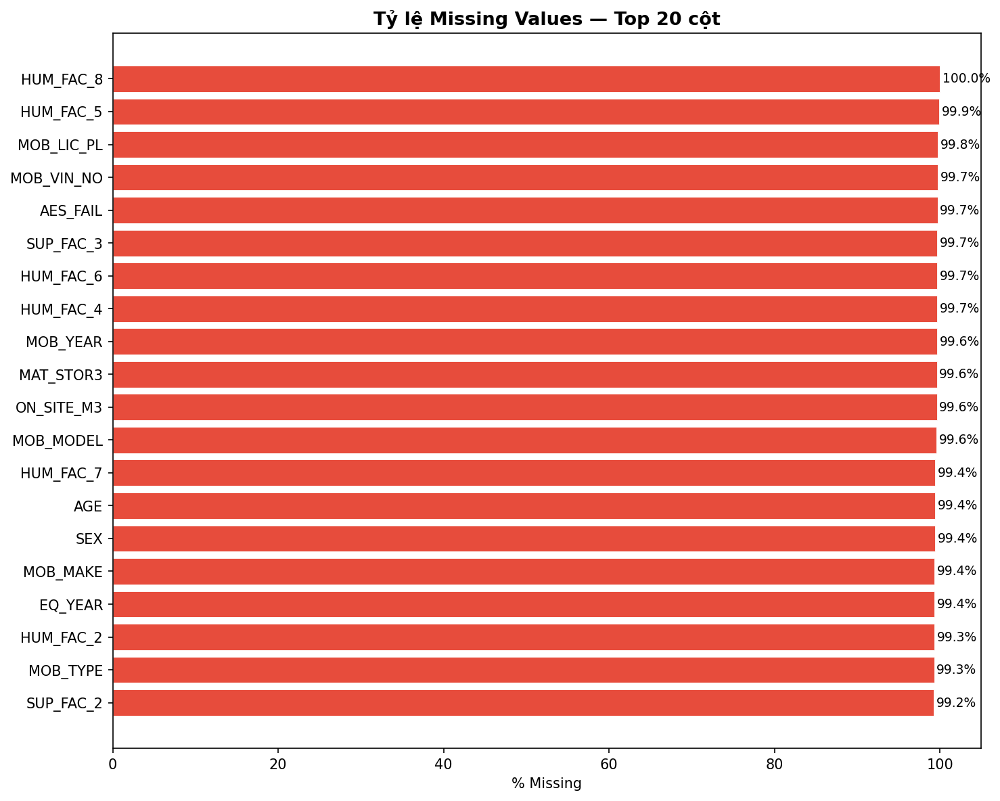 Tỷ lệ Missing Values — Top 20 cột
HUM_FAC_8 100.0%
HUM_FAC_5 99.9%
MOB_LIC_PL 99.8%
MOB_VIN_NO 99.7%
AES_FAIL 99.7%
SUP_FAC_3 99.7%
HUM_FAC_6 99.7%
HUM_FAC_4 99.7%
MOB_YEAR 99.6%
MAT_STOR3 99.6%
ON_SITE_M3 99.6%
MOB_MODEL 99.6%
HUM_FAC_7 99.4%
AGE 99.4%
SEX 99.4%
MOB_MAKE 99.4%
EQ_YEAR 99.4%
HUM_FAC_2 99.3%
MOB_TYPE 99.3%
SUP_FAC_2 99.2%
0 20 40 60 80 100
% Missing